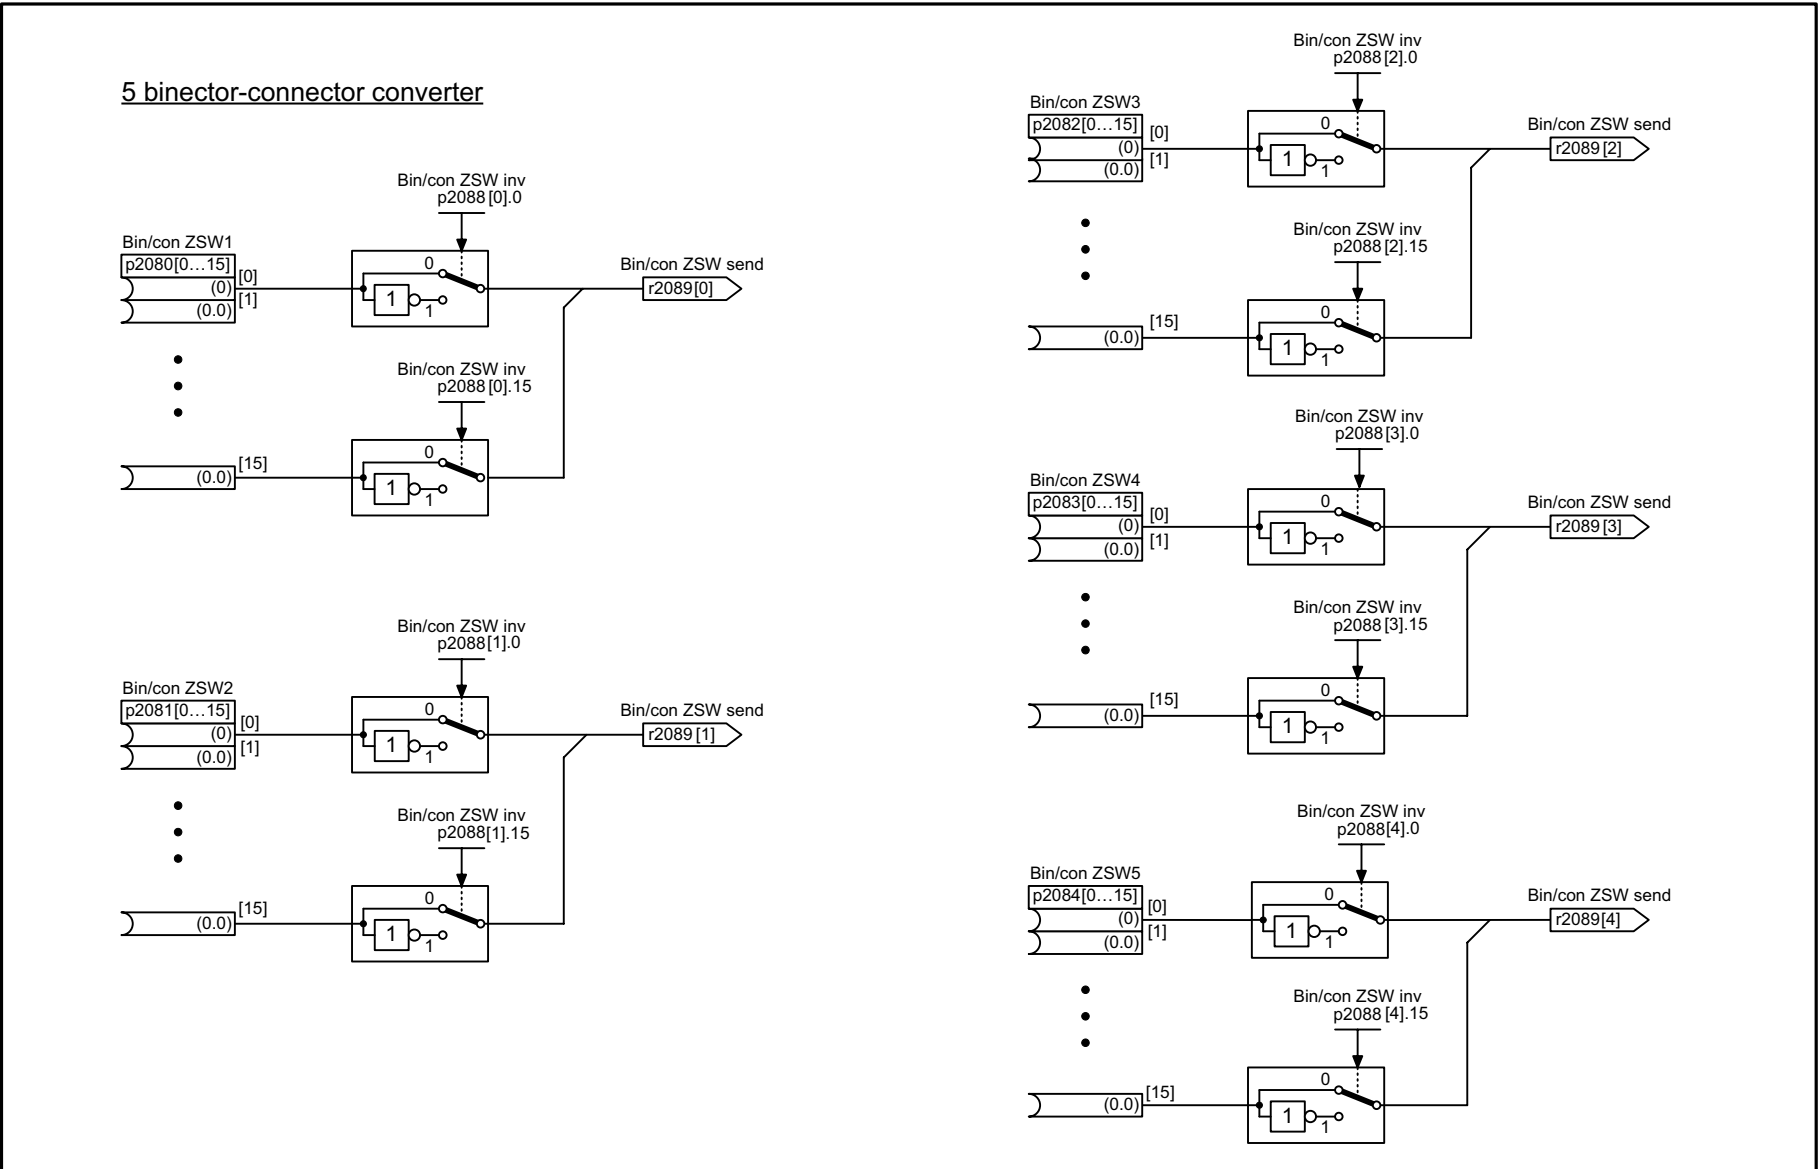 5 binector-connector converter
Bin/con ZSW inv
p2088[0].0
Bin/con ZSW1
p2080[0...15]
[0]
(0)
[1]
(0.0)
0
1
1
Bin/con ZSW send
r2089[0]
Bin/con ZSW inv
p2088[0].15
[15]
(0.0)
0
1
1
Bin/con ZSW inv
p2088[1].0
Bin/con ZSW2
p2081[0...15]
[0]
(0)
[1]
(0.0)
0
1
1
Bin/con ZSW send
r2089[1]
Bin/con ZSW inv
p2088[1].15
[15]
(0.0)
0
1
1
Bin/con ZSW inv
p2088[2].0
Bin/con ZSW3
p2082[0...15]
[0]
(0)
[1]
(0.0)
0
1
1
Bin/con ZSW send
r2089[2]
Bin/con ZSW inv
p2088[2].15
[15]
(0.0)
0
1
1
Bin/con ZSW inv
p2088[3].0
Bin/con ZSW4
p2083[0...15]
[0]
(0)
[1]
(0.0)
0
1
1
Bin/con ZSW send
r2089[3]
Bin/con ZSW inv
p2088[3].15
[15]
(0.0)
0
1
1
Bin/con ZSW inv
p2088[4].0
Bin/con ZSW5
p2084[0...15]
[0]
(0)
[1]
(0.0)
0
1
1
Bin/con ZSW send
r2089[4]
Bin/con ZSW inv
p2088[4].15
[15]
(0.0)
0
1
1